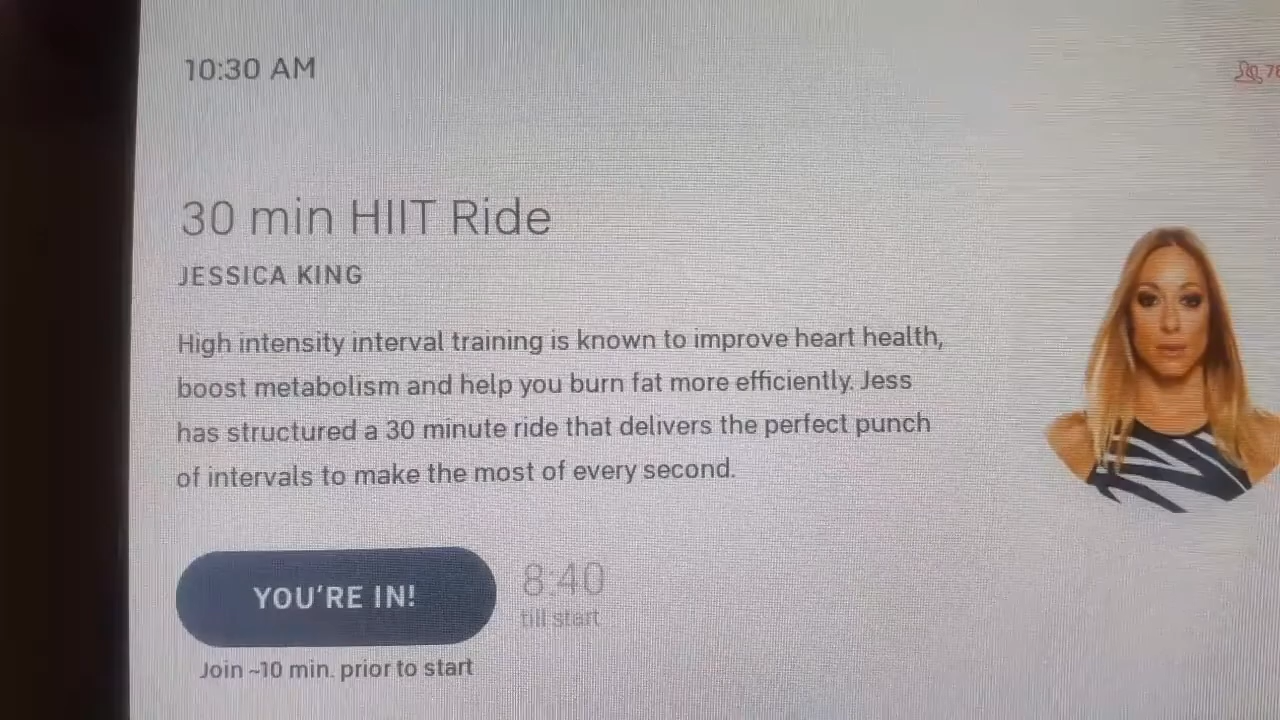 10:30 AM
30 min HIIT Ride
JESSICA KING
High intensity interval training is known to improve heart health,
boost metabolism and help you burn fat more efficiently. Jess
has structured a 30 minute ride that delivers the perfect punch
of intervals to make the most of every second.
YOU'RE IN!
8:40
till start
Join ~10 min. prior to start